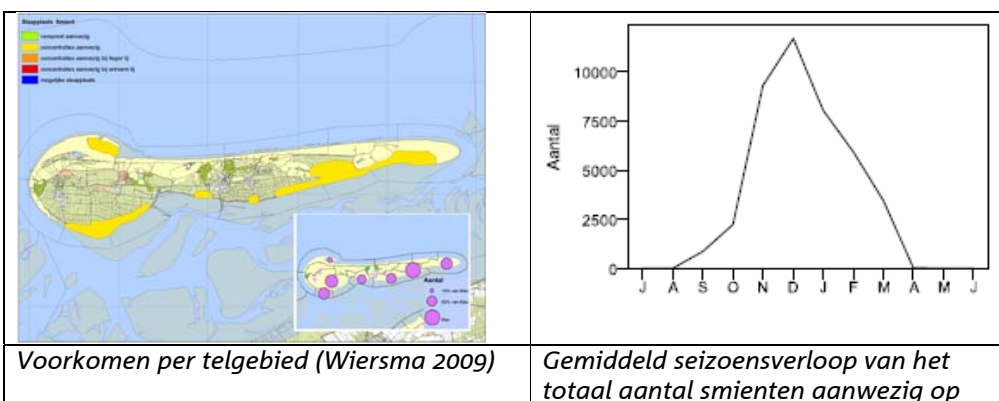 Slaapplaats Smient
verspreid aanwezig
concentraties aanwezig
concentraties aanwezig bij hoger tij
concentraties aanwezig bij extreem tij
mogelijke slaapplaats
Aantal
Max
10000
7500
5000
2500
0
Aantal
J A S O N D J F M A M J
Voorkomen per telgebied (Wiersma 2009)
Gemiddeld seizoensverloop van het
totaal aantal smienten aanwezig op